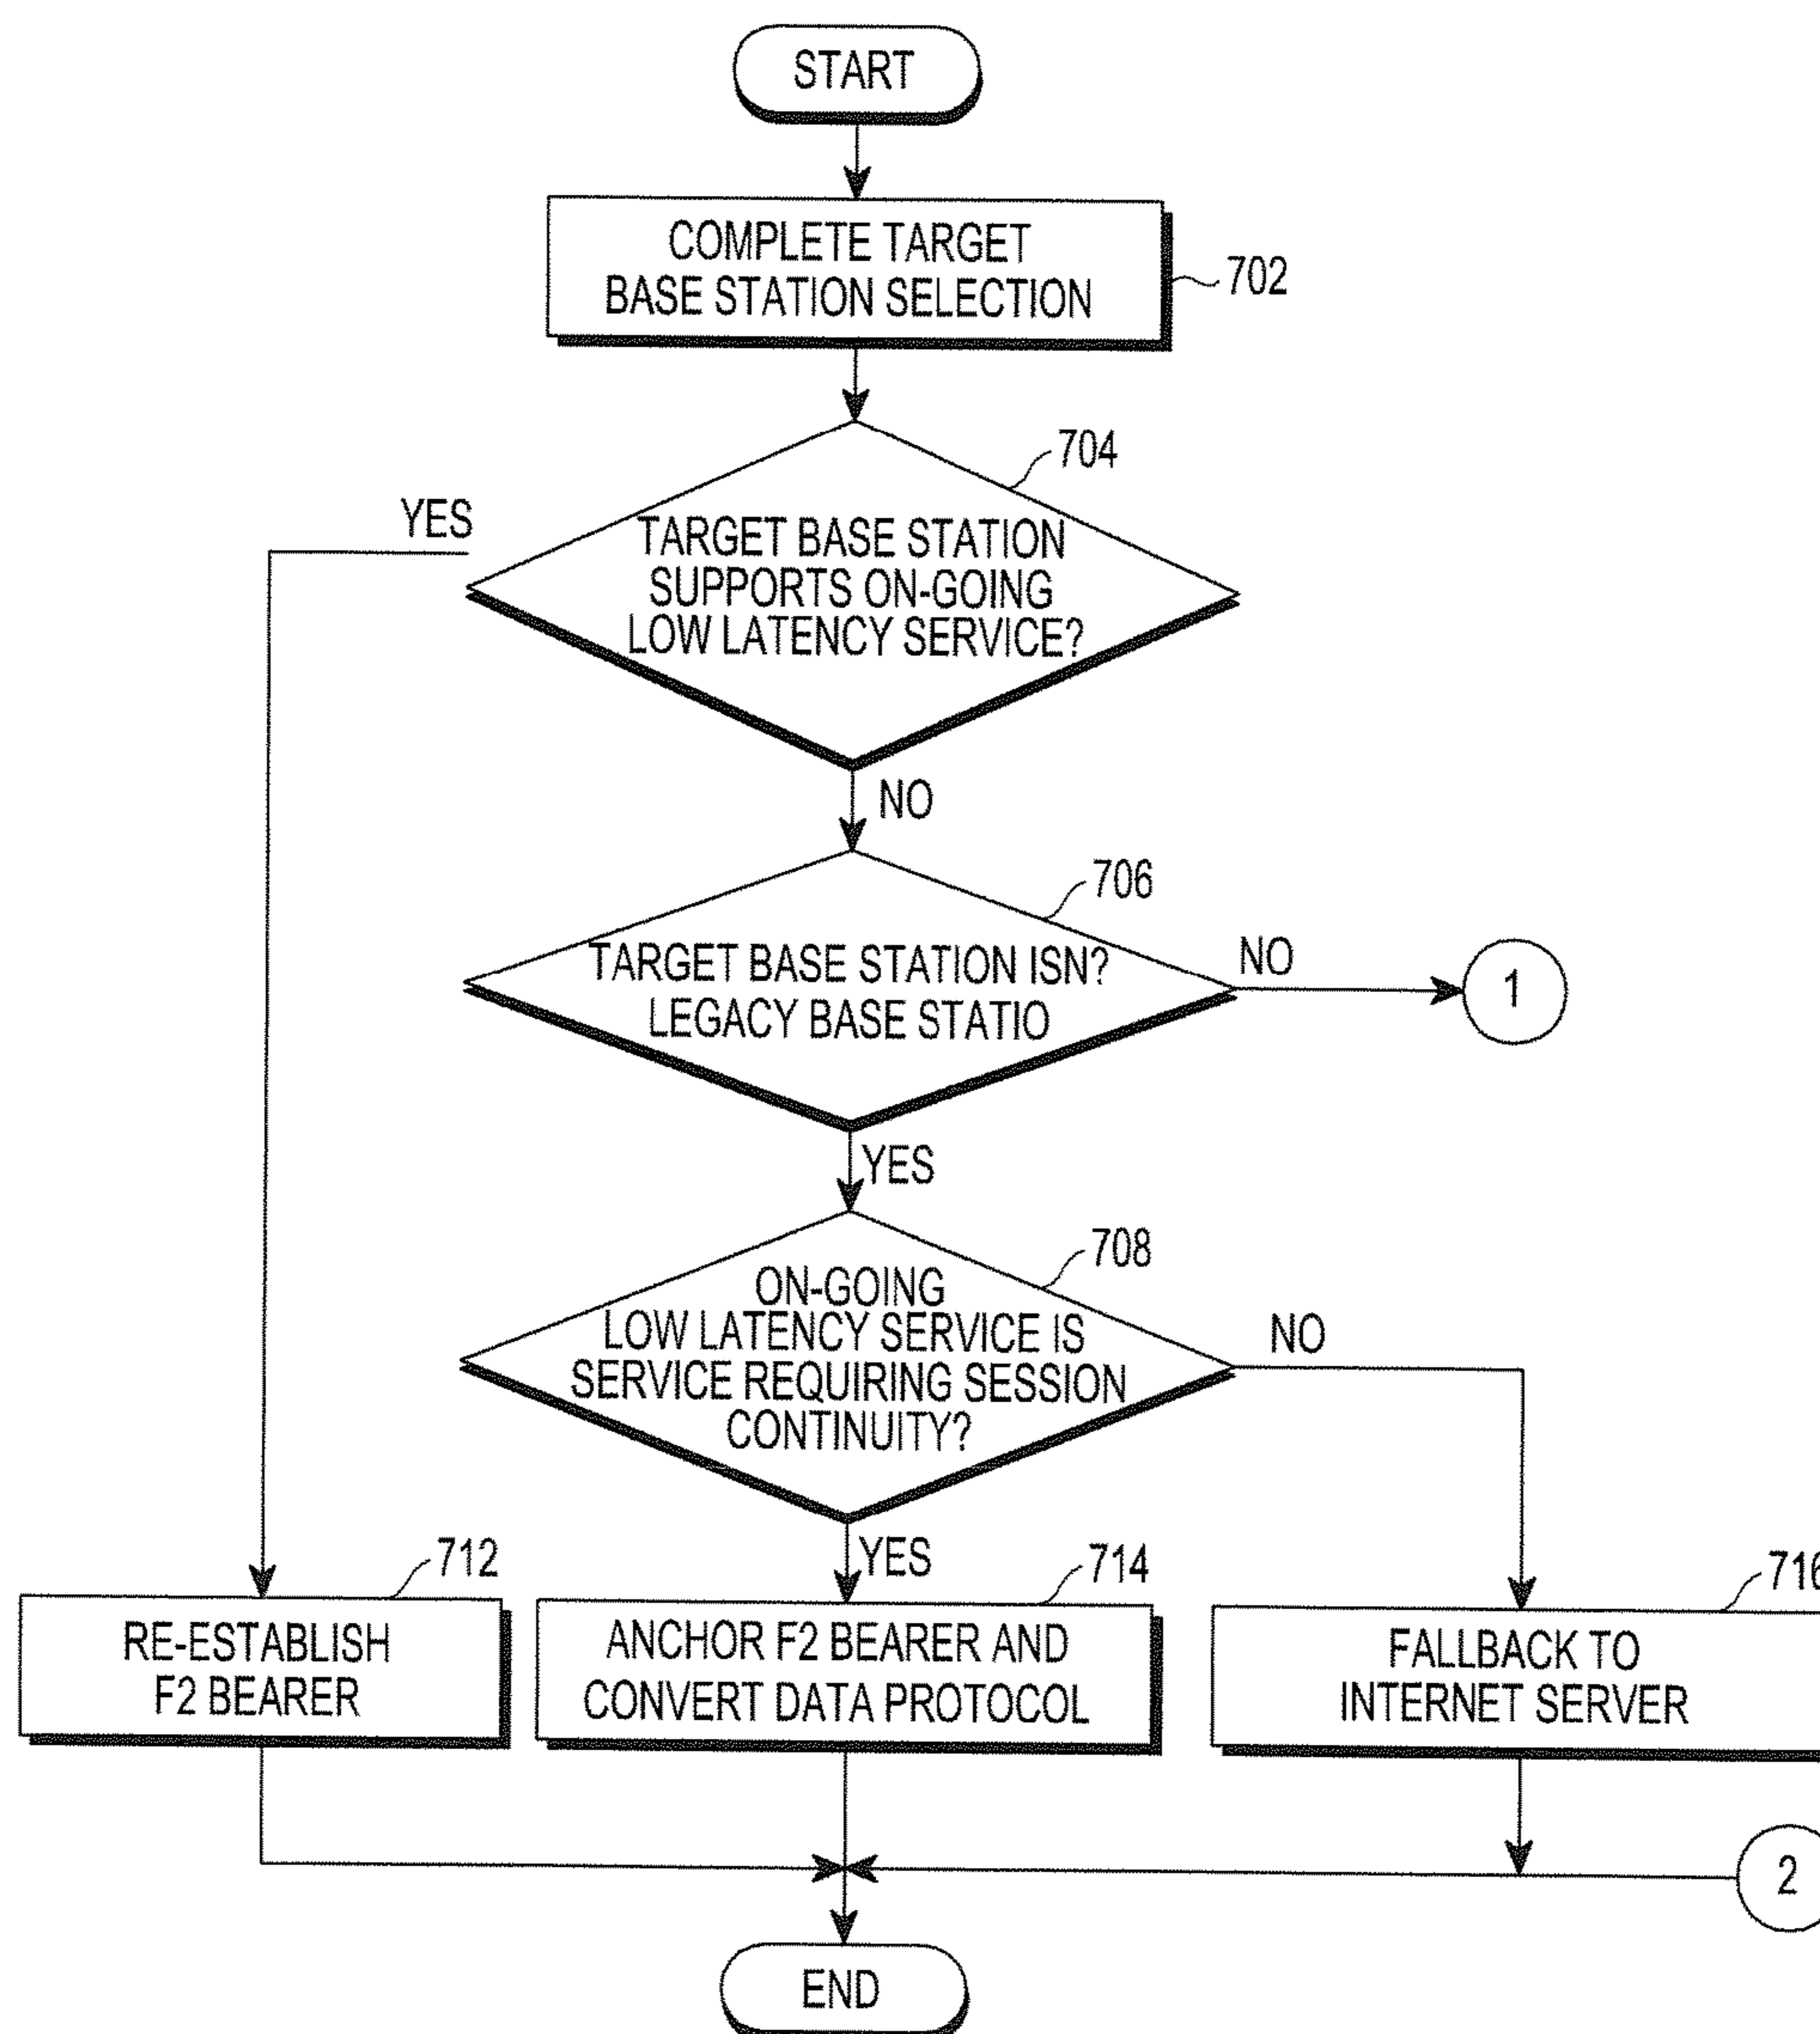 START
COMPLETE TARGET
BASE STATION SELECTION
702
704
YES
TARGET BASE STATION
SUPPORTS ON-GOING
LOW LATENCY SERVICE?
NO
706
TARGET BASE STATION ISN?
LEGACY BASE STATIO
NO
1
YES
708
ON-GOING
LOW LATENCY SERVICE IS
SERVICE REQUIRING SESSION
CONTINUITY?
NO
YES
712
RE-ESTABLISH
F2 BEARER
714
ANCHOR F2 BEARER AND
CONVERT DATA PROTOCOL
716
FALLBACK TO
INTERNET SERVER
2
END